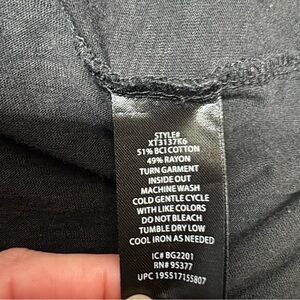 STYLE#
XT3137K6
51% BCI COTTON
49% RAYON
TURN GARMENT
INSIDE OUT
MACHINE WASH
COLD GENTLE CYCLE
WITH LIKE COLORS
DO NOT BLEACH
TUMBLE DRY LOW
COOL IRON AS NEEDED
IC# BG2201
RN# 95377
UPC 195517155807